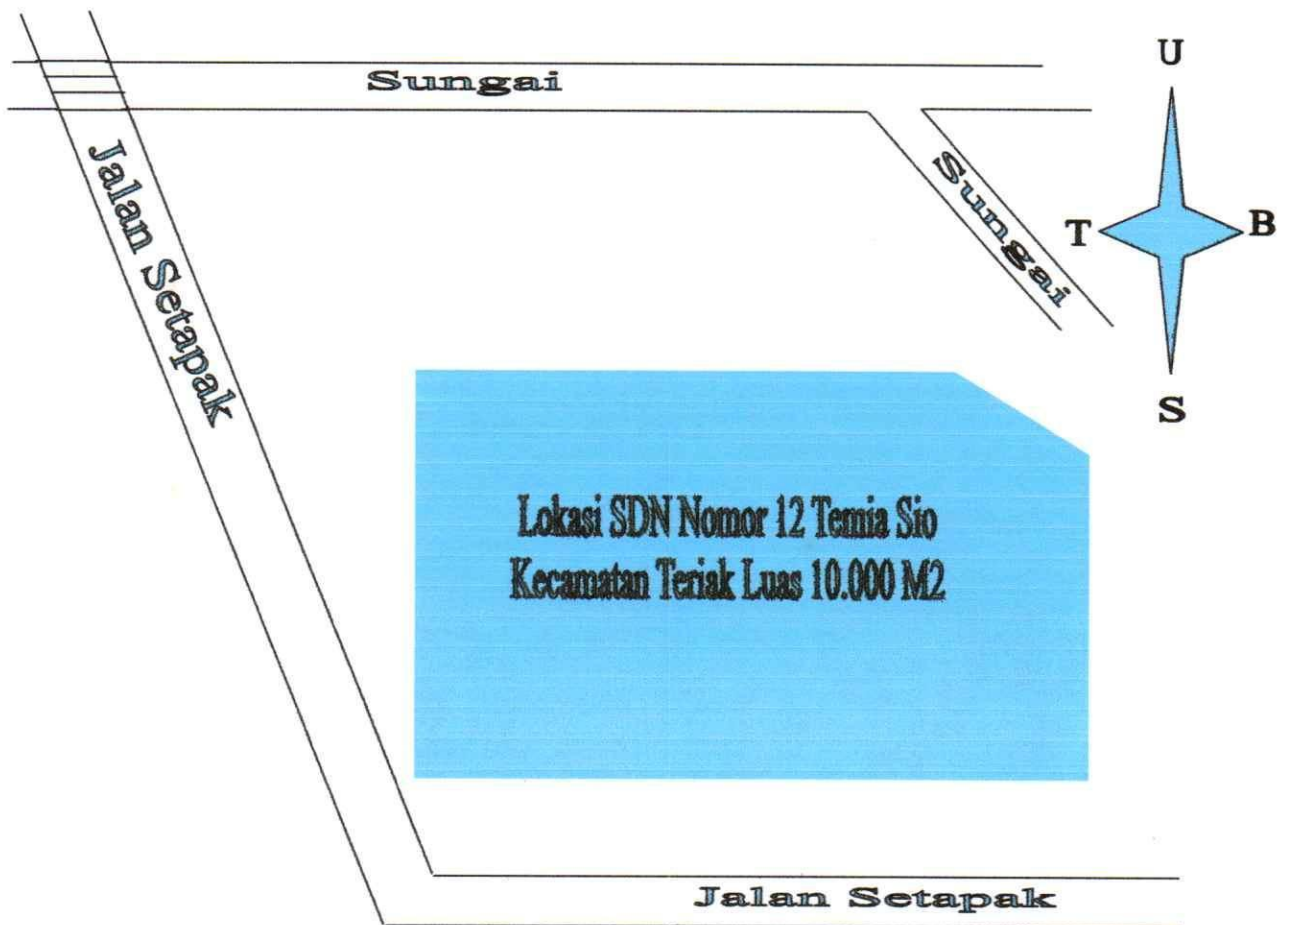 U
Sungai
Jalan Setapak
Sungai
T
B
S
Lokasi SDN Nomor 12 Temia Sio
Kecamatan Teriak Luas 10.000 M2
Jalan Setapak